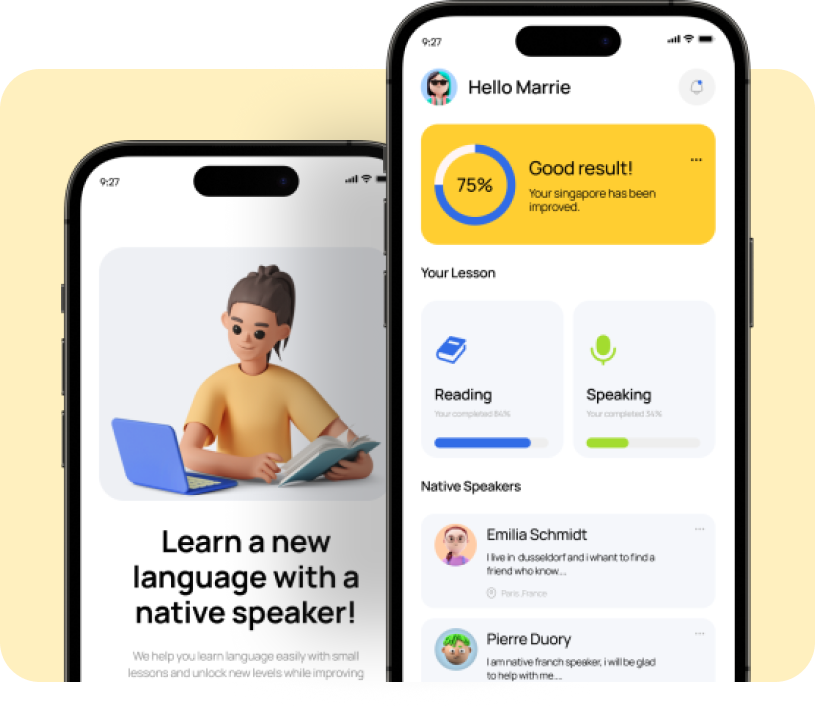 9:27
Learn a new
language with a
native speaker!
We help you learn language easily with small
lessons and unlock new levels while improving
9:27
Hello Marrie
75%
Good result!
Your singapore has been
improved.
Your Lesson
Reading
Your completed 84%
Speaking
Your completed 34%
Native Speakers
Emilia Schmidt
I live in dusseldorf and i whant to find a
friend who know...
Paris, France
Pierre Duory
I am native franch speaker, i will be glad
to help with me...